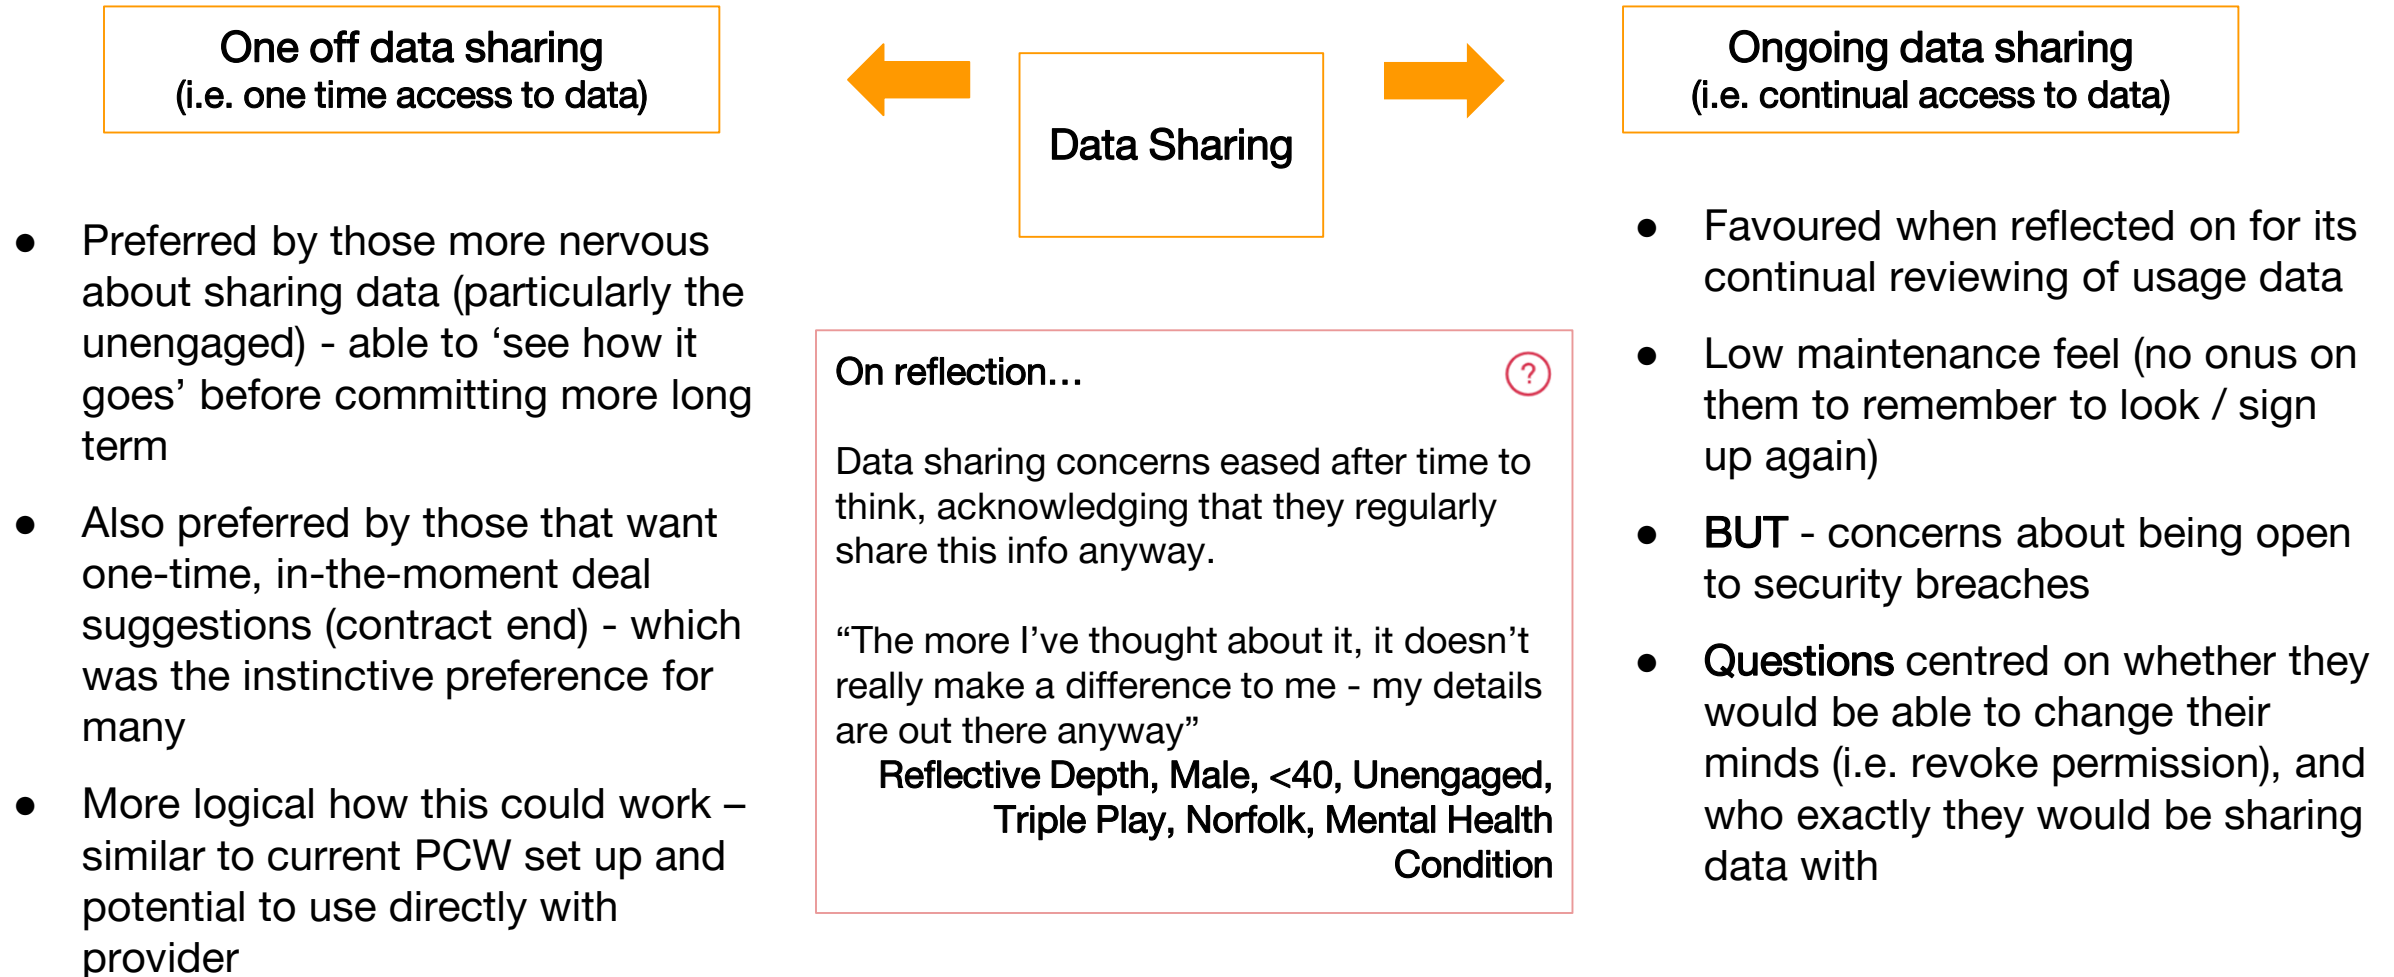 One off data sharing
(i.e. one time access to data)
● Preferred by those more nervous
about sharing data (particularly the
unengaged) - able to ‘see how it
goes’ before committing more long
term
● Also preferred by those that want
one-time, in-the-moment deal
suggestions (contract end) - which
was the instinctive preference for
many
● More logical how this could work –
similar to current PCW set up and
potential to use directly with
provider
Data Sharing
On reflection…
?
Data sharing concerns eased after time to
think, acknowledging that they regularly
share this info anyway.
“The more I’ve thought about it, it doesn’t
really make a difference to me - my details
are out there anyway”
Reflective Depth, Male, <40, Unengaged,
Triple Play, Norfolk, Mental Health
Condition
Ongoing data sharing
(i.e. continual access to data)
● Favoured when reflected on for its
continual reviewing of usage data
● Low maintenance feel (no onus on
them to remember to look / sign
up again)
● BUT - concerns about being open
to security breaches
● Questions centred on whether they
would be able to change their
minds (i.e. revoke permission), and
who exactly they would be sharing
data with